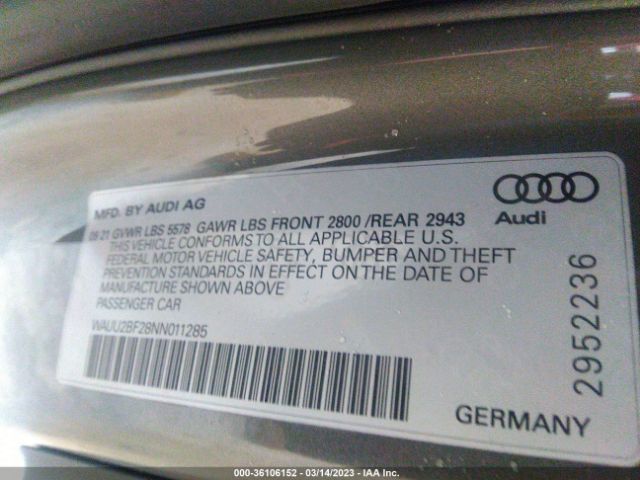 MFD. BY AUDI AG
08 21 GVWR LBS 5578 GAWR LBS FRONT 2800 /REAR 2943
THIS VEHICLE CONFORMS TO ALL APPLICABLE U.S.
FEDERAL MOTOR VEHICLE SAFETY, BUMPER AND THEFT
PREVENTION STANDARDS IN EFFECT ON THE DATE OF
MANUFACTURE SHOWN ABOVE
PASSENGER CAR
WAUU2BF28NN011285
Audi
2952236
GERMANY
000-36106152 - 03/14/2023 - IAA Inc.